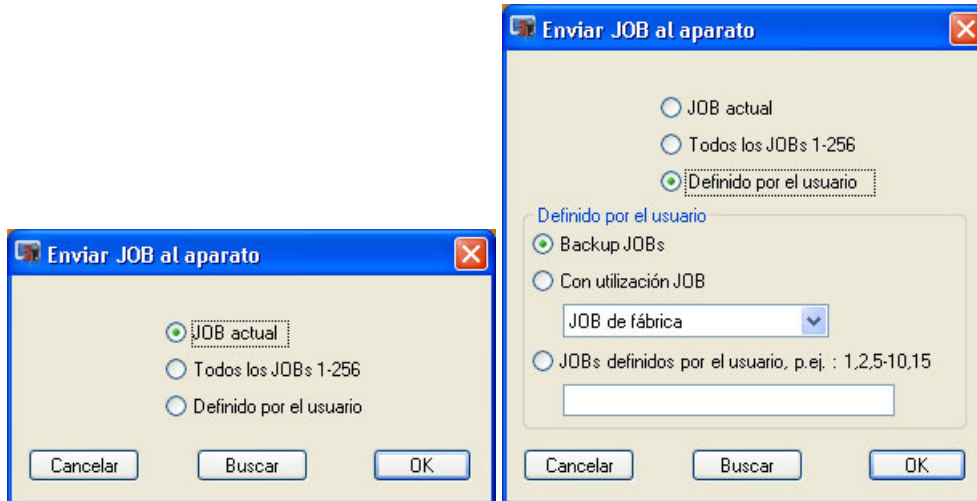 Enviar JOB al aparato
JOB actual
Todos los JOBs 1-256
Definido por el usuario
Cancelar
Buscar
OK
Enviar JOB al aparato
JOB actual
Todos los JOBs 1-256
Definido por el usuario
Definido por el usuario
Backup JOBs
Con utilización JOB
JOB de fábrica
JOBs definidos por el usuario, p.ej. : 1,2,5-10,15
Cancelar
Buscar
OK